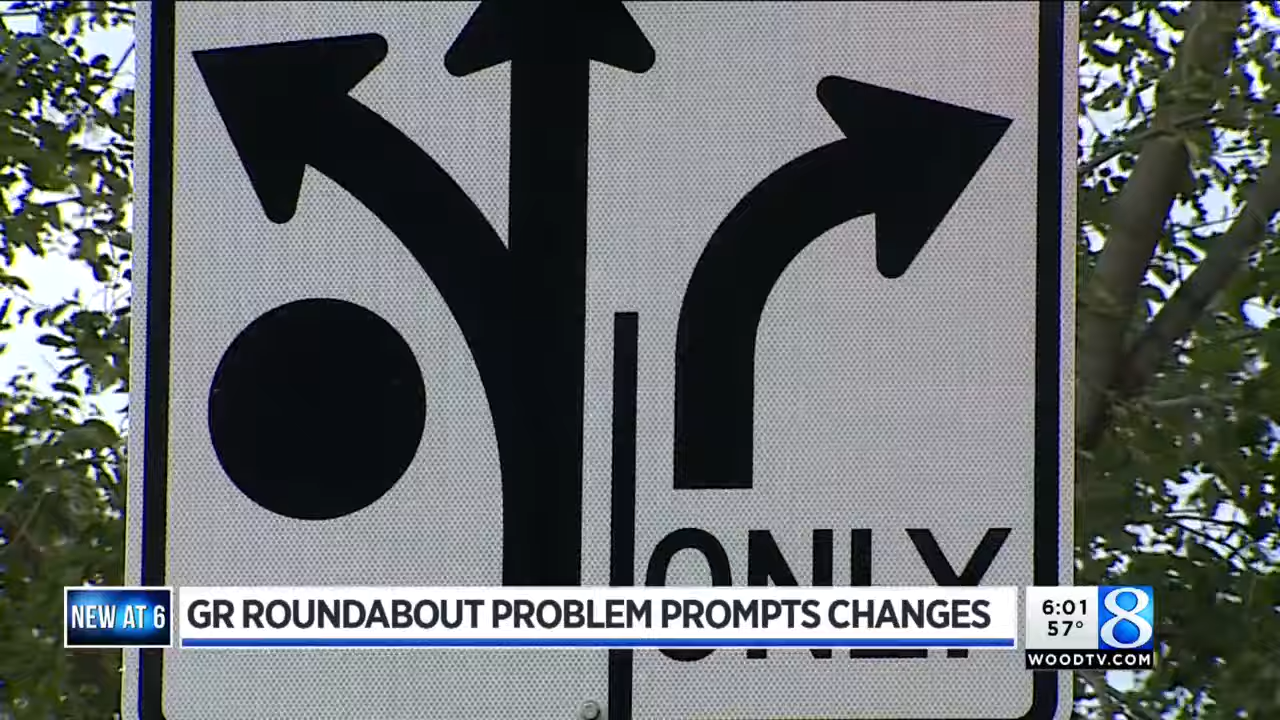 ONLY
NEW AT 6
GR ROUNDABOUT PROBLEM PROMPTS CHANGES
6:01
57°
8
WOODTV.COM